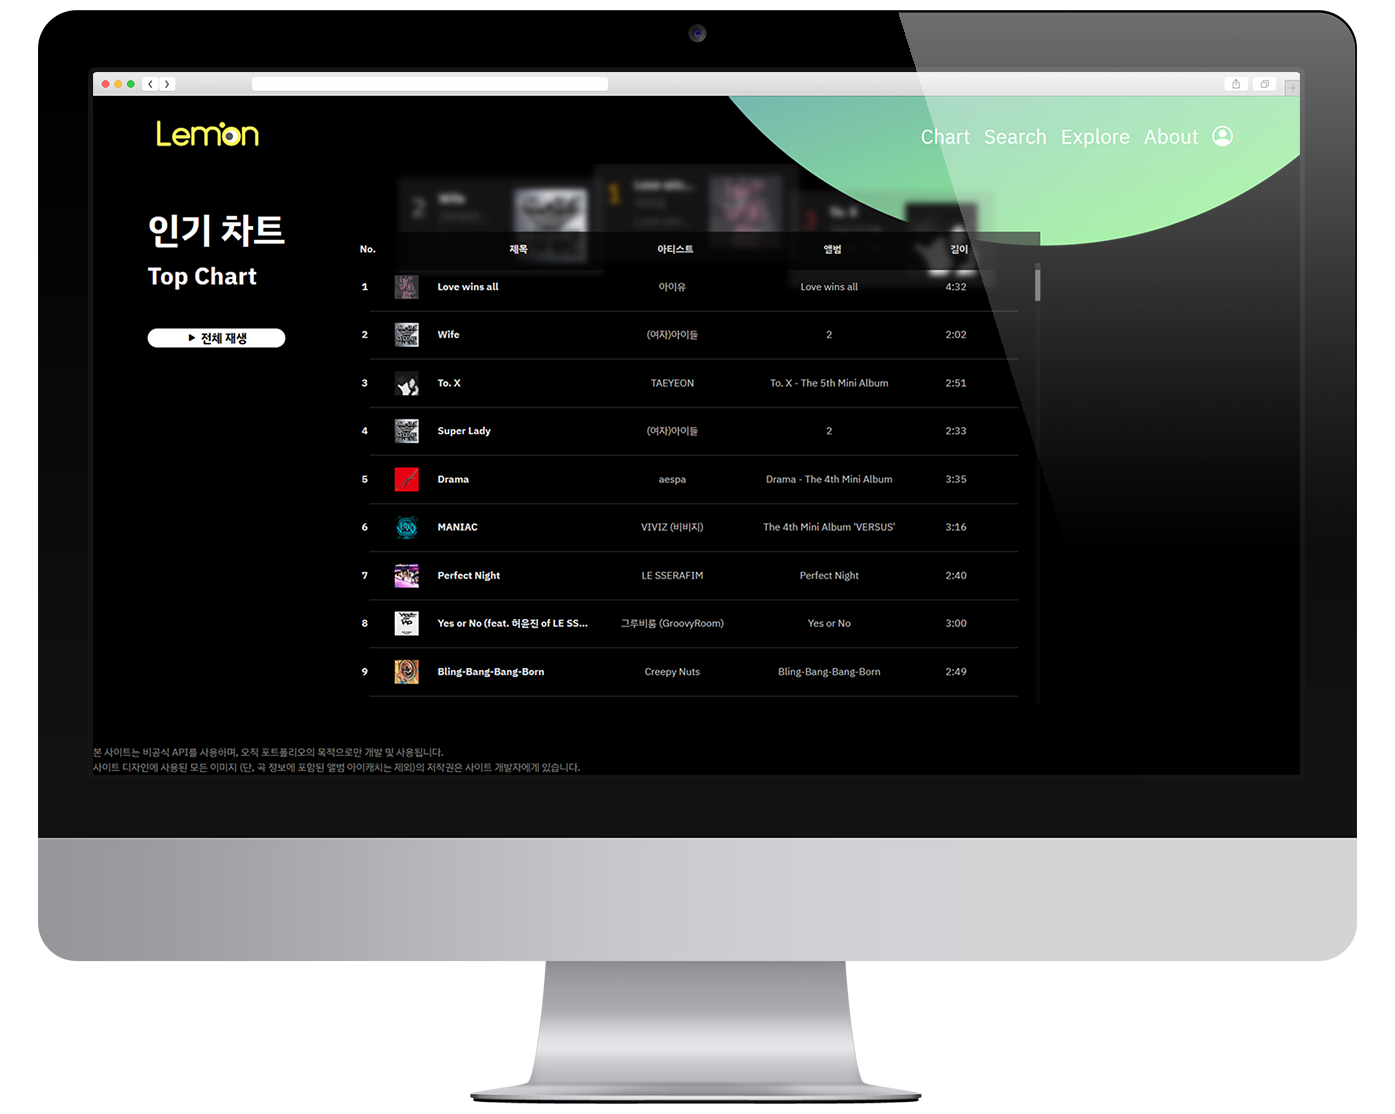 Lemon
Chart Search Explore About
인기 차트
Top Chart
▶ 전체 재생
2 Wife
1 Love win...
3 To. X
No. 제목 아티스트 앨범 길이
1 Love wins all 아이유 Love wins all 4:32
2 Wife (여자)아이들 2 2:02
3 To. X TAEYEON To. X - The 5th Mini Album 2:51
4 Super Lady (여자)아이들 2 2:33
5 Drama aespa Drama - The 4th Mini Album 3:35
6 MANIAC VIVIZ (비비지) The 4th Mini Album 'VERSUS' 3:16
7 Perfect Night LE SSERAFIM Perfect Night 2:40
8 Yes or No (feat. 허윤진 of LE SS... 그루비룸 (GroovyRoom) Yes or No 3:00
9 Bling-Bang-Bang-Born Creepy Nuts Bling-Bang-Bang-Born 2:49
본 사이트는 비공식 API를 사용하며, 오직 포트폴리오의 목적으로만 개발 및 사용됩니다.
사이트 디자인에 사용된 모든 이미지 (단, 곡 정보에 포함된 앨범 아이캐치는 제외)의 저작권은 사이트 개발자에게 있습니다.